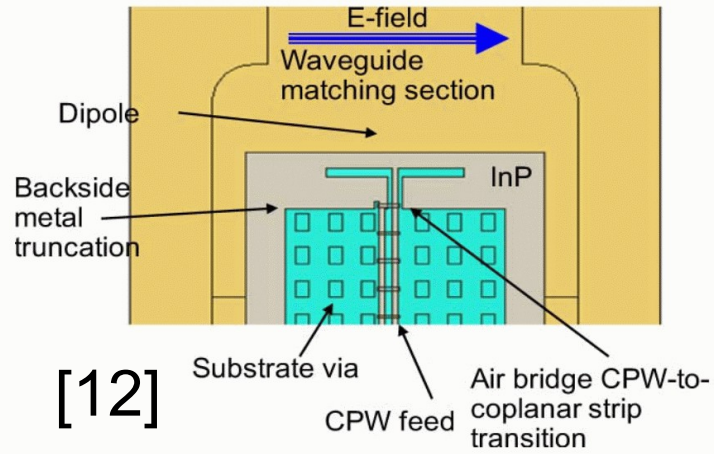 E-field
Waveguide
matching section
Dipole
InP
Backside
metal
truncation
Substrate via
CPW feed
Air bridge CPW-to-
coplanar strip
transition
[12]